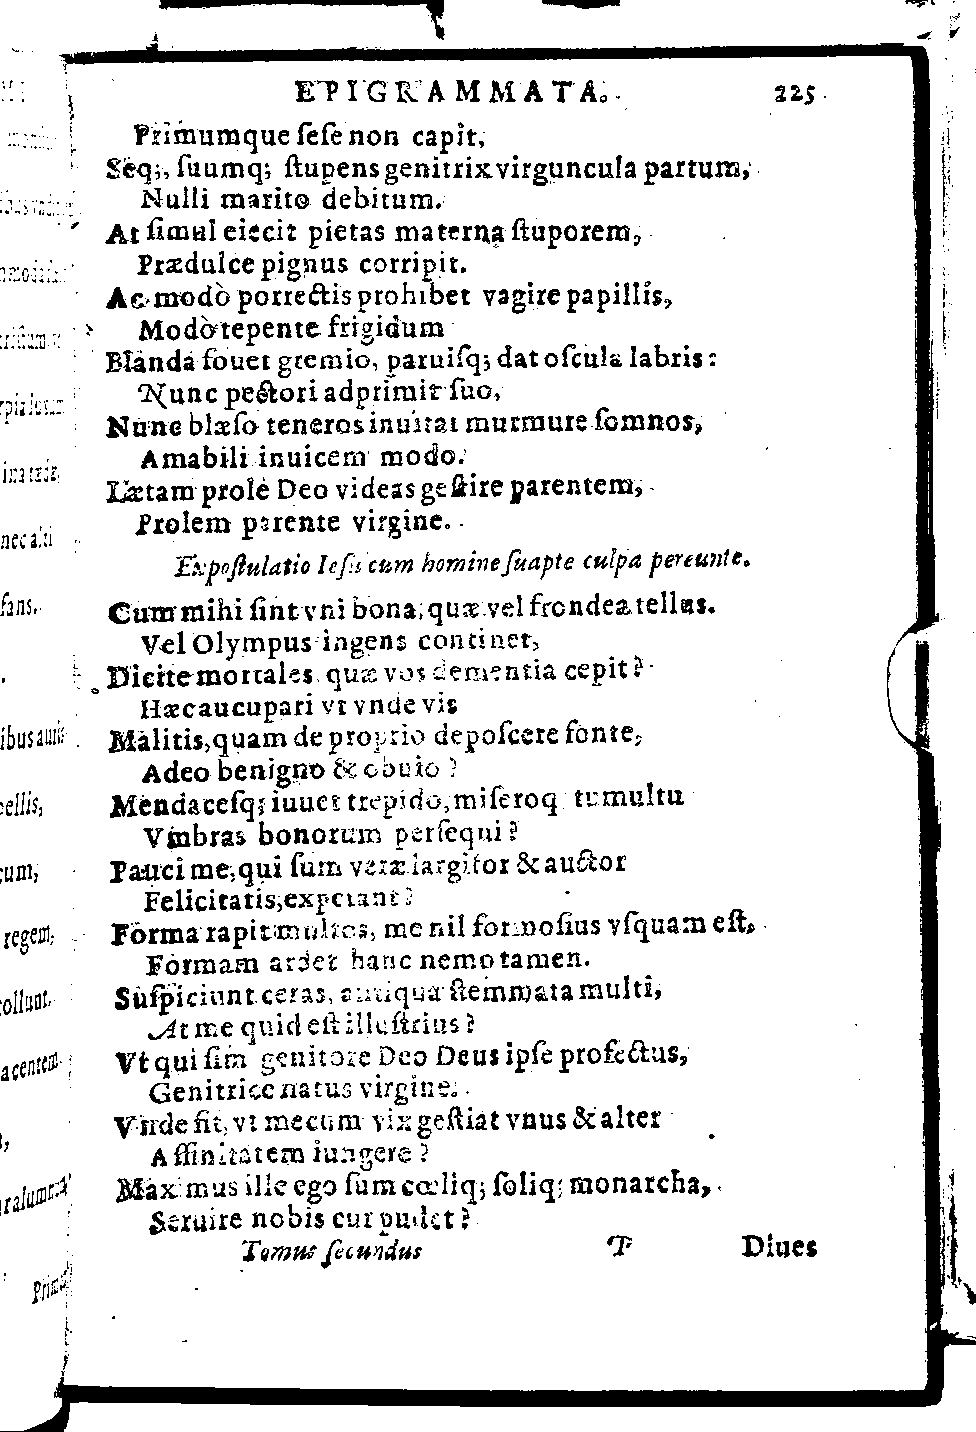 EPIGRAMMATA. 225
Primumque ſeſe non capit,
Seq;, ſuumq; ſtupens genitrix virguncula partum,
Nulli marito debitum.
At ſimul eiecit pietas materna ſtuporem,
Prædulce pignus corripit.
Ac modò porrectis prohibet vagire papillis,
Modò tepente frigidum
Blanda fouet gremio, paruiſq; dat oſcula labris:
Nunc pectori adprimit ſuo,
Nunc blæſo teneros inuitat murmure ſomnos,
Amabili inuicem modo.
Lætam prole Deo videas geſtire parentem,
Prolem parente virgine.
Expoſtulatio Ieſu cum homine ſuapte culpa pereunte.
Cum mihi ſint vni bona, quæ vel frondea tellus.
Vel Olympus ingens continet,
Dicite mortales quæ vos dementia cepit?
Hæc aucupari vt vnde vis
Malitis, quam de proprio depoſcere fonte,
Adeo benigno & obuio?
Mendaceſq; iuuet trepido, miſeroq tumultu
Vmbras bonorum perſequi?
Pauci me, qui ſum veræ largitor & auctor
Felicitatis, expetant?
Forma rapit multos, me nil formoſius vſquam eſt,
Formam ardet hanc nemo tamen.
Suſpiciunt ceras, antiqua ſtemmata multi,
At me quid eſt illuſtrius?
Vt qui ſim genitore Deo Deus ipſe profectus,
Genitrice natus virgine.
Vnde fit, vt mecum vix geſtiat vnus & alter
Affinitatem iungere?
Maximus ille ego ſum cœliq; ſoliq; monarcha,
Seruire nobis cur pudet?
Tomus ſecundus P Diues